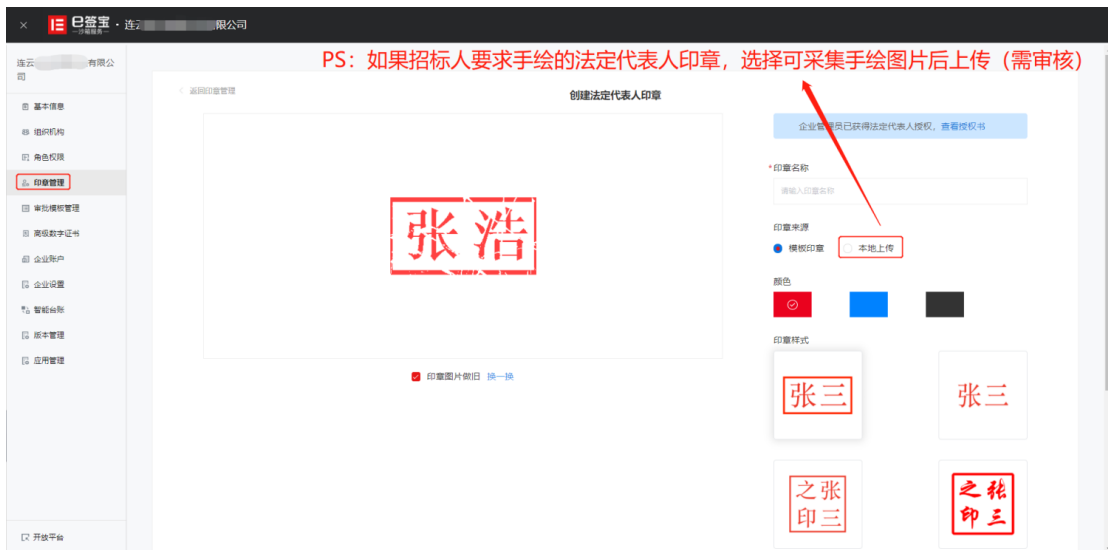 × e签宝 · 连云 限公司
沙箱服务
连云 有限公司
PS：如果招标人要求手绘的法定代表人印章，选择可采集手绘图片后上传（需审核）
基本信息
组织机构
角色权限
印章管理
审批模板管理
高级数字证书
企业账户
企业设置
智能台账
版本管理
应用管理
开放平台
< 返回印章管理
创建法定代表人印章
张浩
印章图片做旧 换一换
企业管理员已获得法定代表人授权，查看授权书
*印章名称
请输入印章名称
印章来源
模板印章 本地上传
颜色
印章样式
张三 张三
之张 之张
印三 印三